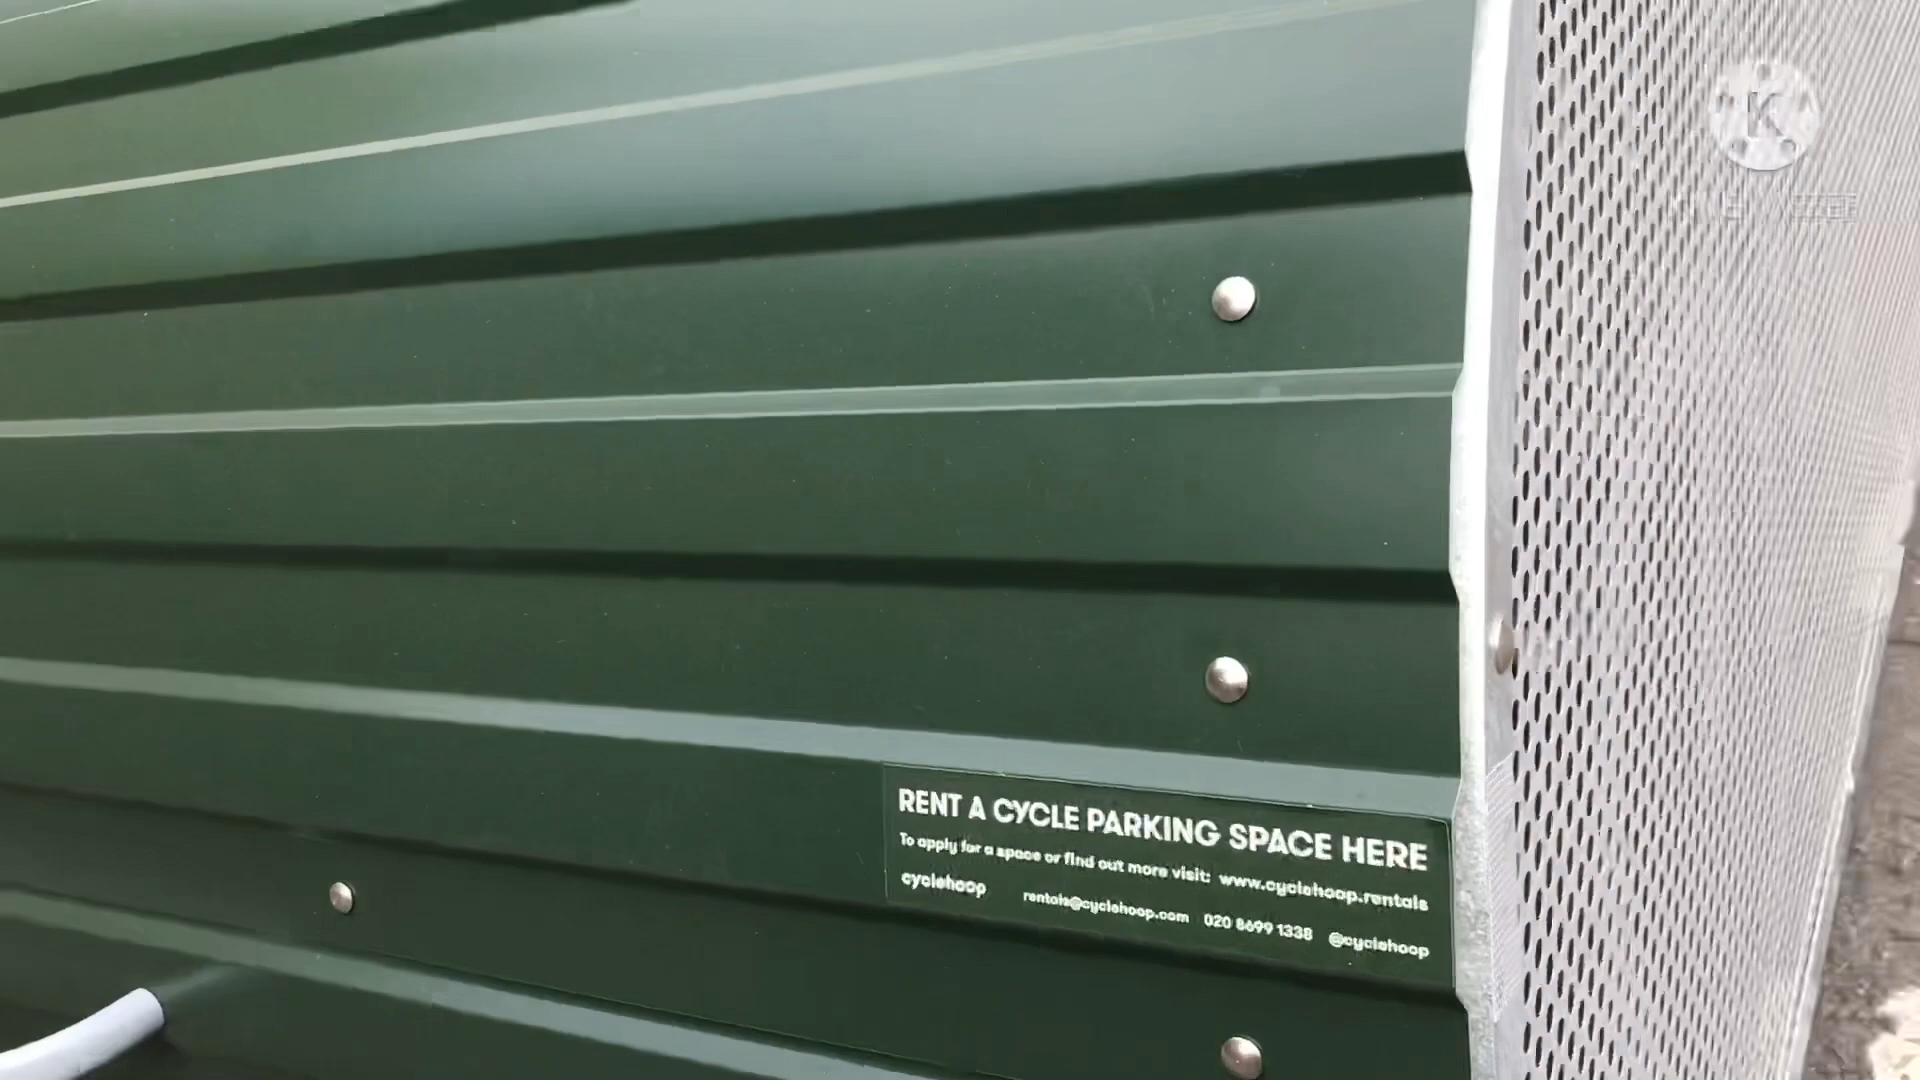 RENT A CYCLE PARKING SPACE HERE
To apply for a space or find out more visit: www.cyclehoop.rentals
cyclehoop rentals@cyclehoop.com 020 8699 1338 @cyclehoop
K